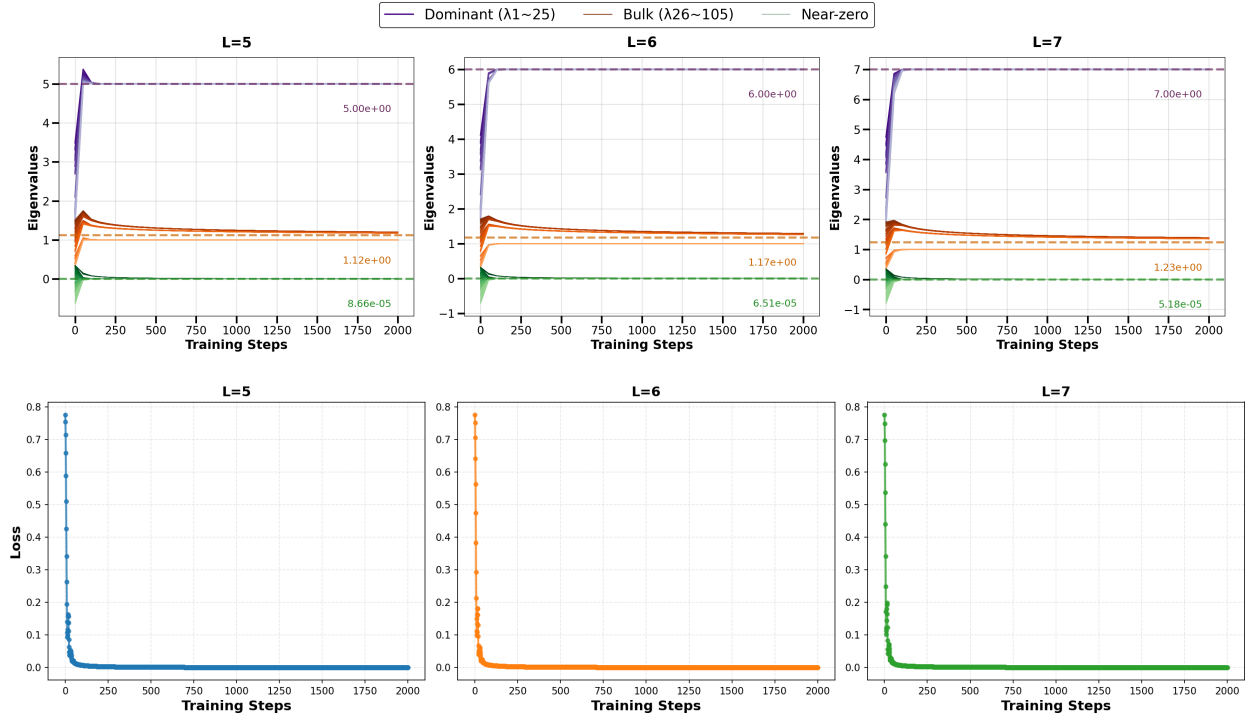 Dominant (λ1~25) Bulk (λ26~105) Near-zero
L=5
Eigenvalues
5
4
3
2
1
0
5.00e+00
1.12e+00
8.66e-05
0 250 500 750 1000 1250 1500 1750 2000
Training Steps
L=6
Eigenvalues
6
5
4
3
2
1
0
−1
6.00e+00
1.17e+00
6.51e-05
0 250 500 750 1000 1250 1500 1750 2000
Training Steps
L=7
Eigenvalues
7
6
5
4
3
2
1
0
−1
7.00e+00
1.23e+00
5.18e-05
0 250 500 750 1000 1250 1500 1750 2000
Training Steps
L=5
Loss
0.8
0.7
0.6
0.5
0.4
0.3
0.2
0.1
0.0
0 250 500 750 1000 1250 1500 1750 2000
Training Steps
L=6
0.8
0.7
0.6
0.5
0.4
0.3
0.2
0.1
0.0
0 250 500 750 1000 1250 1500 1750 2000
Training Steps
L=7
0.8
0.7
0.6
0.5
0.4
0.3
0.2
0.1
0.0
0 250 500 750 1000 1250 1500 1750 2000
Training Steps